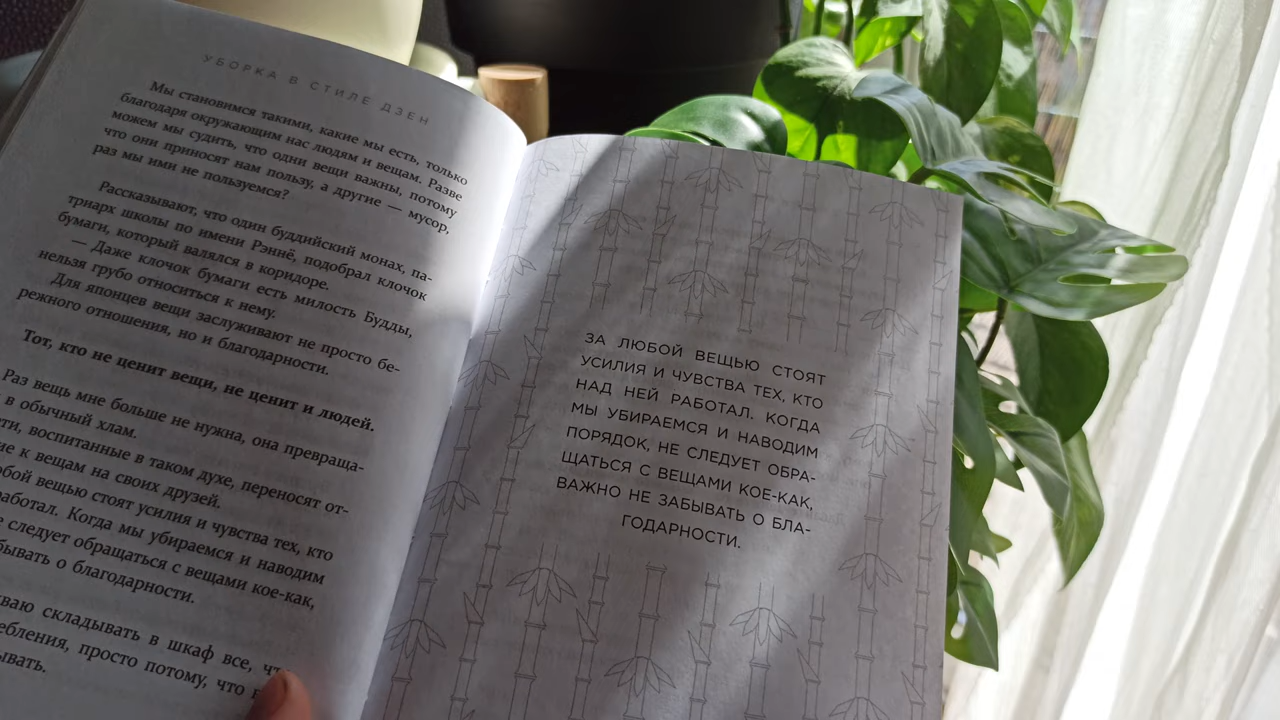 УБОРКА В СТИЛЕ ДЗЕН
Мы становимся такими, какие мы есть, только
благодаря окружающим нас людям и вещам. Разве
можем мы судить, что одни вещи важны, потому
что они приносят нам пользу, а другие — мусор,
раз мы ими не пользуемся?
Рассказывают, что один буддийский монах, па-
триарх школы по имени Рэннё, подобрал клочок
бумаги, который валялся в коридоре.
— Даже клочок бумаги есть милость Будды,
нельзя грубо относиться к нему.
Для японцев вещи заслуживают не просто бе-
режного отношения, но и благодарности.
Тот, кто не ценит вещи, не ценит и людей.
Раз вещь мне больше не нужна, она превраща-
в обычный хлам.
воспитанные в таком духе, переносят от-
к вещам на своих друзей.
вещью стоят усилия и чувства тех, кто
Когда мы убираемся и наводим
следует обращаться с вещами кое-как,
о благодарности.
складывать в шкаф все,
просто потому, что
ЗА ЛЮБОЙ ВЕЩЬЮ СТОЯТ
УСИЛИЯ И ЧУВСТВА ТЕХ, КТО
НАД НЕЙ РАБОТАЛ. КОГДА
МЫ УБИРАЕМСЯ И НАВОДИМ
ПОРЯДОК, НЕ СЛЕДУЕТ ОБРА-
ЩАТЬСЯ С ВЕЩАМИ КОЕ-КАК,
ВАЖНО НЕ ЗАБЫВАТЬ О БЛА-
ГОДАРНОСТИ.